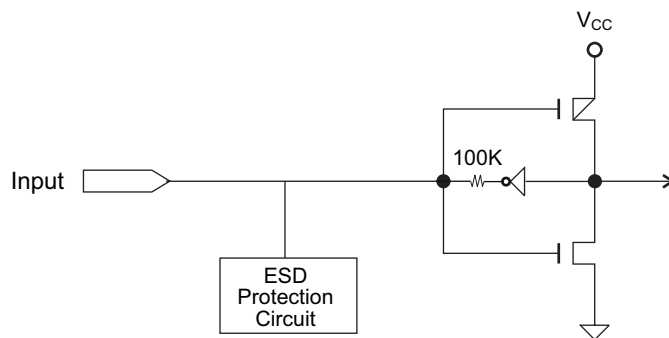 VCC
100K
Input
ESD
Protection
Circuit